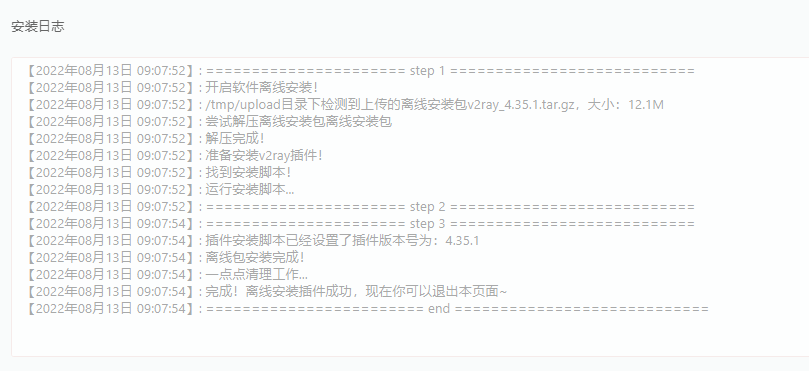 安装日志
【2022年08月13日 09:07:52】: ====================== step 1 ===========================
【2022年08月13日 09:07:52】: 开启软件离线安装！
【2022年08月13日 09:07:52】: /tmp/upload目录下检测到上传的离线安装包v2ray_4.35.1.tar.gz，大小：12.1M
【2022年08月13日 09:07:52】: 尝试解压离线安装包离线安装包
【2022年08月13日 09:07:52】: 解压完成！
【2022年08月13日 09:07:52】: 准备安装v2ray插件！
【2022年08月13日 09:07:52】: 找到安装脚本！
【2022年08月13日 09:07:52】: 运行安装脚本...
【2022年08月13日 09:07:52】: ====================== step 2 ===========================
【2022年08月13日 09:07:54】: ====================== step 3 ===========================
【2022年08月13日 09:07:54】: 插件安装脚本已经设置了插件版本号为：4.35.1
【2022年08月13日 09:07:54】: 离线包安装完成！
【2022年08月13日 09:07:54】: 一点点清理工作...
【2022年08月13日 09:07:54】: 完成！离线安装插件成功，现在你可以退出本页面~
【2022年08月13日 09:07:54】: ======================== end ============================